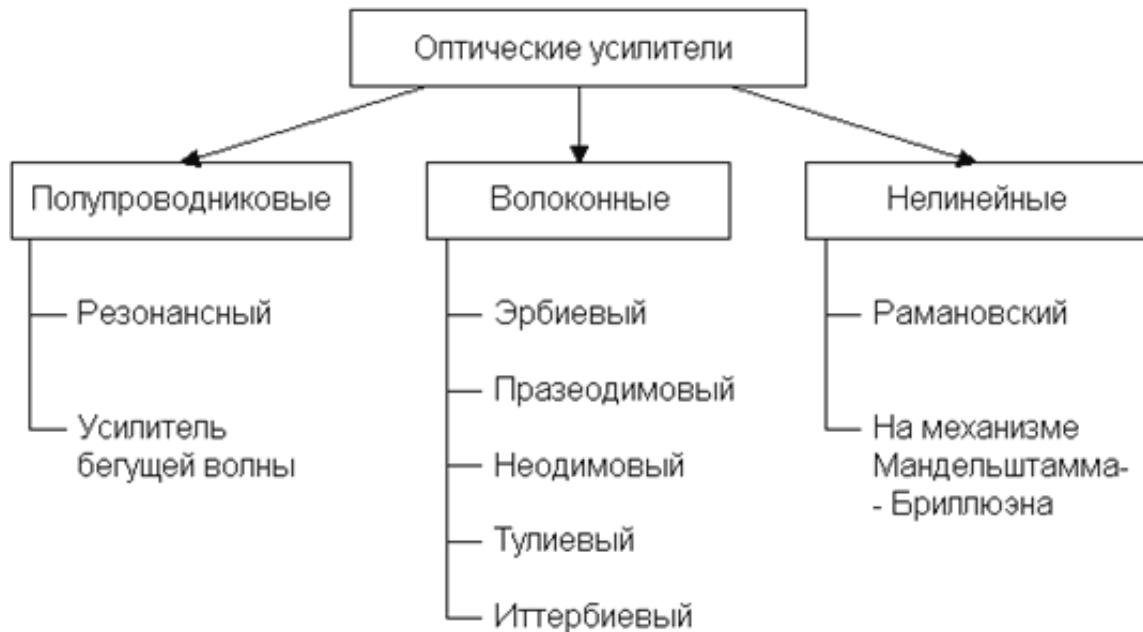 Оптические усилители
Полупроводниковые
Резонансный
Усилитель
бегущей волны
Волоконные
Эрбиевый
Празеодимовый
Неодимовый
Тулиевый
Иттербиевый
Нелинейные
Рамановский
На механизме
Мандельштамма-
- Бриллюэна